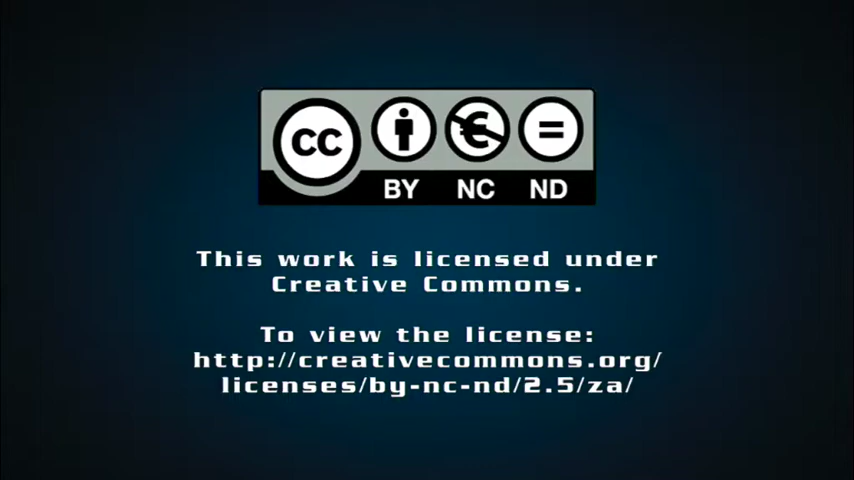 CC
BY NC ND
This work is licensed under
Creative Commons.
To view the license:
http://creativecommons.org/
licenses/by-nc-nd/2.5/za/